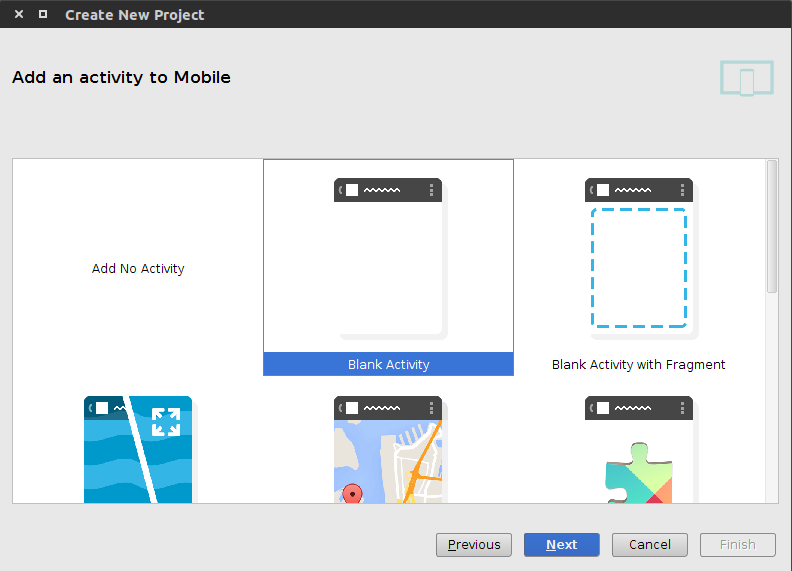 Create New Project
Add an activity to Mobile
Add No Activity
Blank Activity
Blank Activity with Fragment
Previous
Next
Cancel
Finish